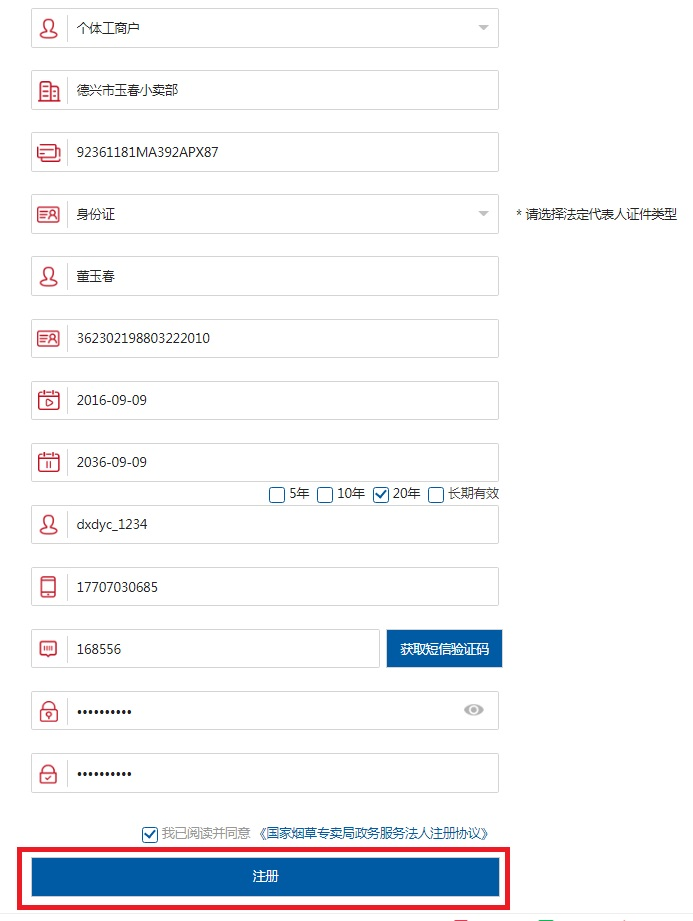 个体工商户
德兴市玉春小卖部
92361181MA392APX87
身份证
* 请选择法定代表人证件类型
董玉春
362302198803222010
2016-09-09
2036-09-09
5年 10年 20年 长期有效
dxdyc_1234
17707030685
168556 获取短信验证码
••••••••••
••••••••••
我已阅读并同意 《国家烟草专卖局政务服务法人注册协议》
注册